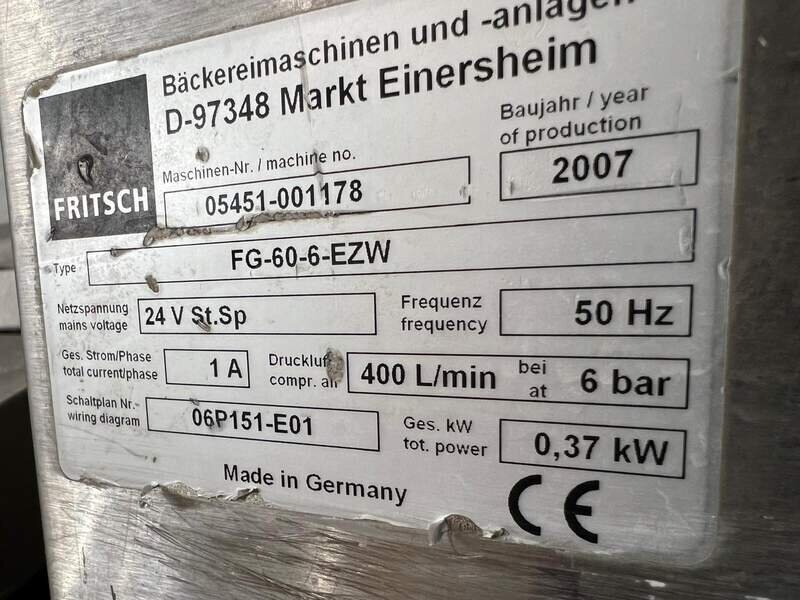 Bäckereimaschinen und -anlagen
D-97348 Markt Einersheim
FRITSCH
Maschinen-Nr. / machine no.
05451-001178
Baujahr / year
of production
2007
Type
FG-60-6-EZW
Netzspannung
mains voltage
24 V St.Sp
Frequenz
frequency
50 Hz
Ges. Strom/Phase
total current/phase
1 A
Druckluft
compr. air
400 L/min
bei
at
6 bar
Schaltplan Nr.-
wiring diagram
06P151-E01
Ges. kW
tot. power
0,37 kW
Made in Germany
CE